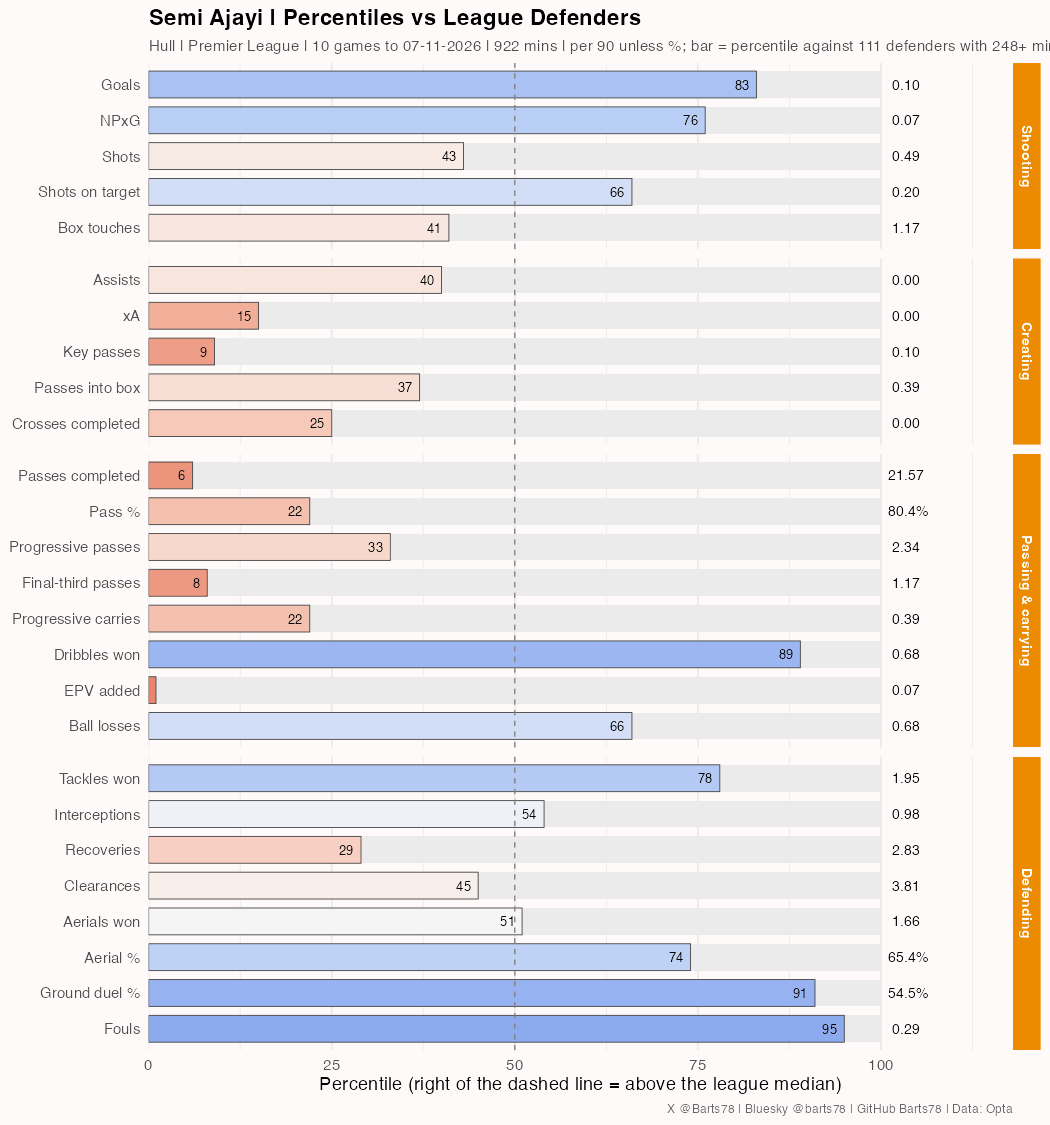 Semi Ajayi | Percentiles vs League Defenders
Hull | Premier League | 10 games to 07-11-2026 | 922 mins | per 90 unless %; bar = percentile against 111 defenders with 248+ min
Goals 83 0.10
NPxG 76 0.07
Shots 43 0.49
Shots on target 66 0.20
Box touches 41 1.17
Shooting
Assists 40 0.00
xA 15 0.00
Key passes 9 0.10
Passes into box 37 0.39
Crosses completed 25 0.00
Creating
Passes completed 6 21.57
Pass % 22 80.4%
Progressive passes 33 2.34
Final-third passes 8 1.17
Progressive carries 22 0.39
Dribbles won 89 0.68
EPV added 0.07
Ball losses 66 0.68
Passing & carrying
Tackles won 78 1.95
Interceptions 54 0.98
Recoveries 29 2.83
Clearances 45 3.81
Aerials won 51 1.66
Aerial % 74 65.4%
Ground duel % 91 54.5%
Fouls 95 0.29
Defending
0 25 50 75 100
Percentile (right of the dashed line = above the league median)
X @Barts78 | Bluesky @barts78 | GitHub Barts78 | Data: Opta